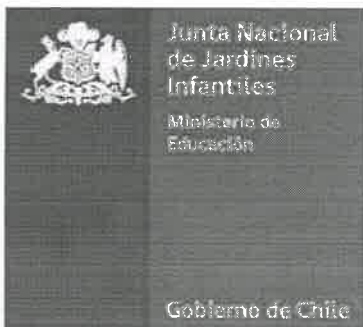 Junta Nacional
de Jardines
Infantiles
Ministerio de
Educación
Gobierno de Chile